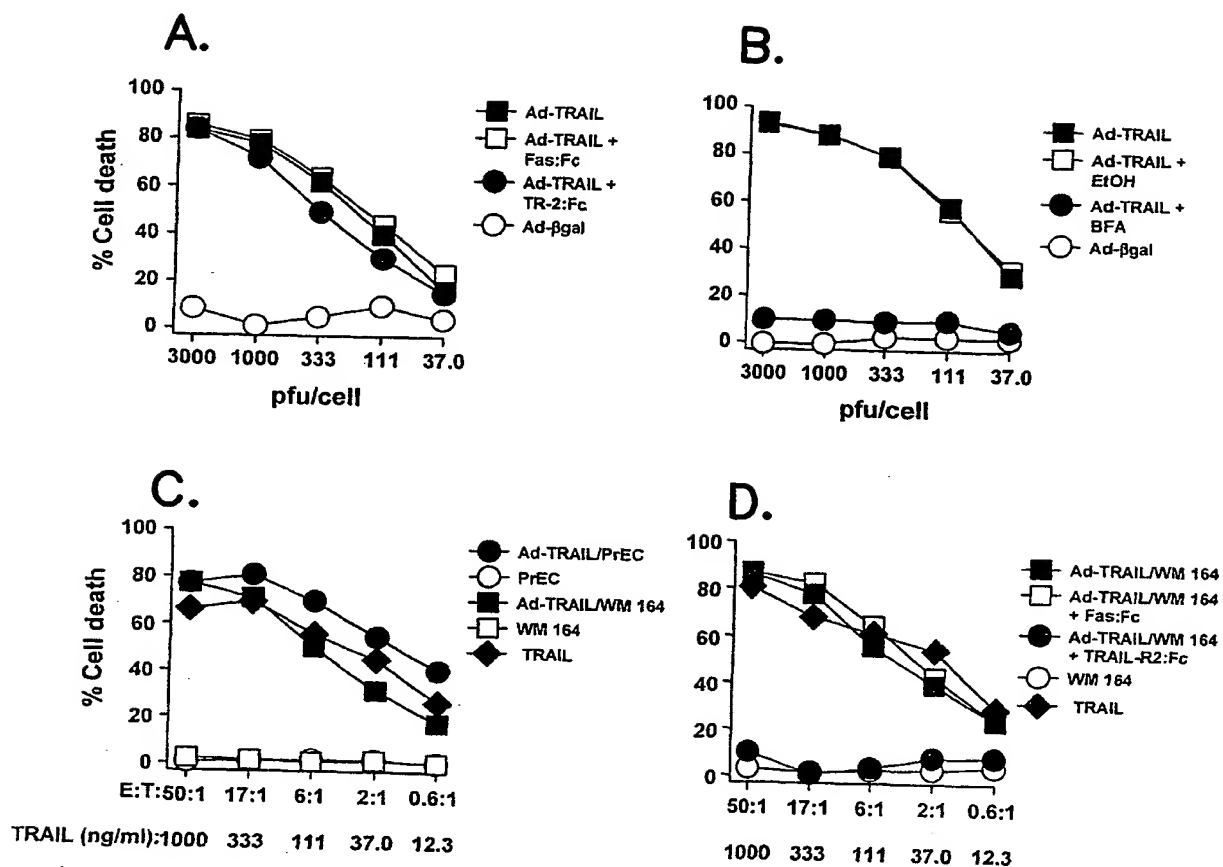 A.
% Cell death
100
80
60
40
20
0
3000 1000 333 111 37.0
pfu/cell
Ad-TRAIL
Ad-TRAIL +
Fas:Fc
Ad-TRAIL +
TR-2:Fc
Ad-βgal
B.
100
80
60
40
20
0
3000 1000 333 111 37.0
pfu/cell
Ad-TRAIL
Ad-TRAIL +
EtOH
Ad-TRAIL +
BFA
Ad-βgal
C.
% Cell death
100
80
60
40
20
0
E:T:50:1 17:1 6:1 2:1 0.6:1
TRAIL (ng/ml):1000 333 111 37.0 12.3
Ad-TRAIL/PrEC
PrEC
Ad-TRAIL/WM 164
WM 164
TRAIL
D.
100
80
60
40
20
0
50:1 17:1 6:1 2:1 0.6:1
1000 333 111 37.0 12.3
Ad-TRAIL/WM 164
Ad-TRAIL/WM 164
+ Fas:Fc
Ad-TRAIL/WM 164
+ TRAIL-R2:Fc
WM 164
TRAIL